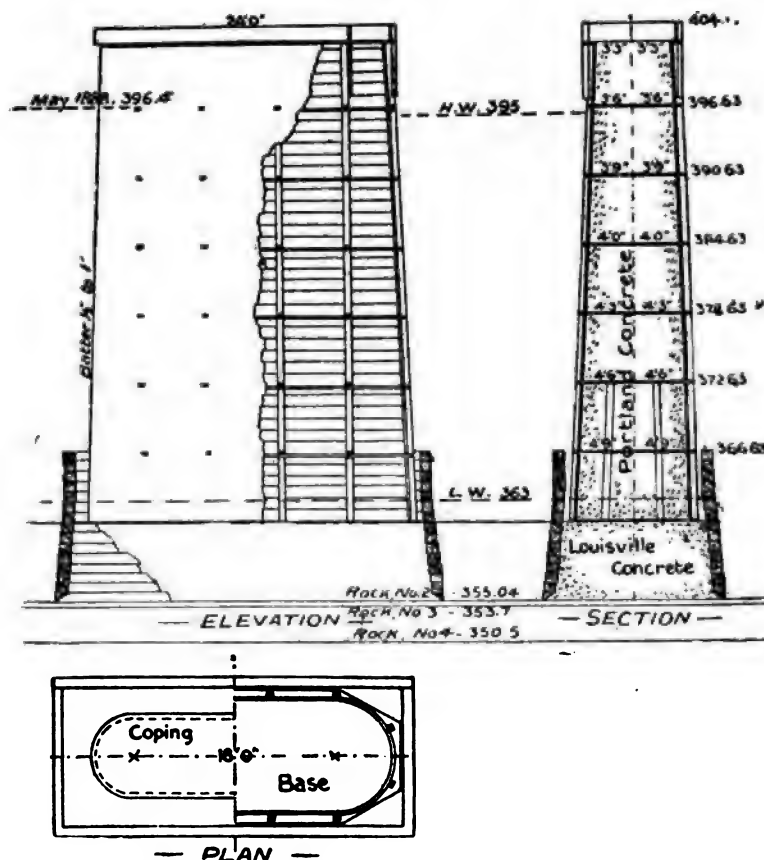 24'0"
404.
3'3" 3'3"
May 1888, 396.5
H.W. 395
3'6" 3'6"
396.63
3'9" 3'9"
390.63
4'0" 4'0"
384.63
4'3" 4'3"
378.63
4'6" 4'6"
372.63
4'9" 4'9"
366.63
Batter ½" to 1'
Portland Concrete
L.W. 363
Louisville
Concrete
Rock, No.2 - 355.04
Rock, No 3 - 353.7
Rock, No 4 - 350.5
— ELEVATION —
— SECTION —
Coping
18'0"
Base
— PLAN —